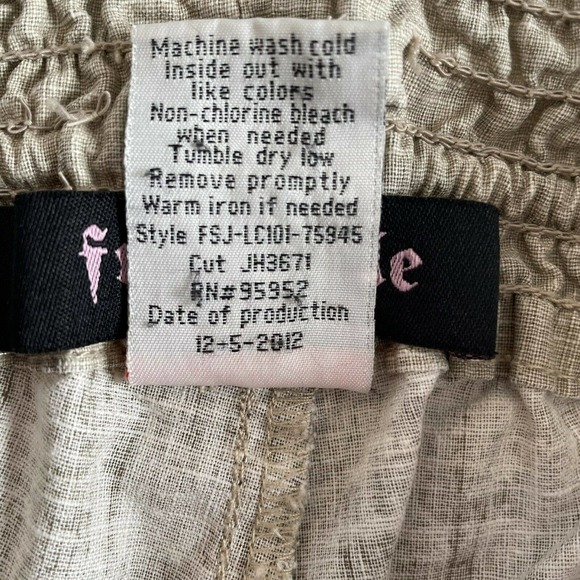 Machine wash cold
Inside out with
like colors
Non-chlorine bleach
when needed
Tumble dry low
Remove promptly
Warm iron if needed
Style FSJ-LC101-75945
Cut JH3671
RN#95952
Date of production
12-5-2012